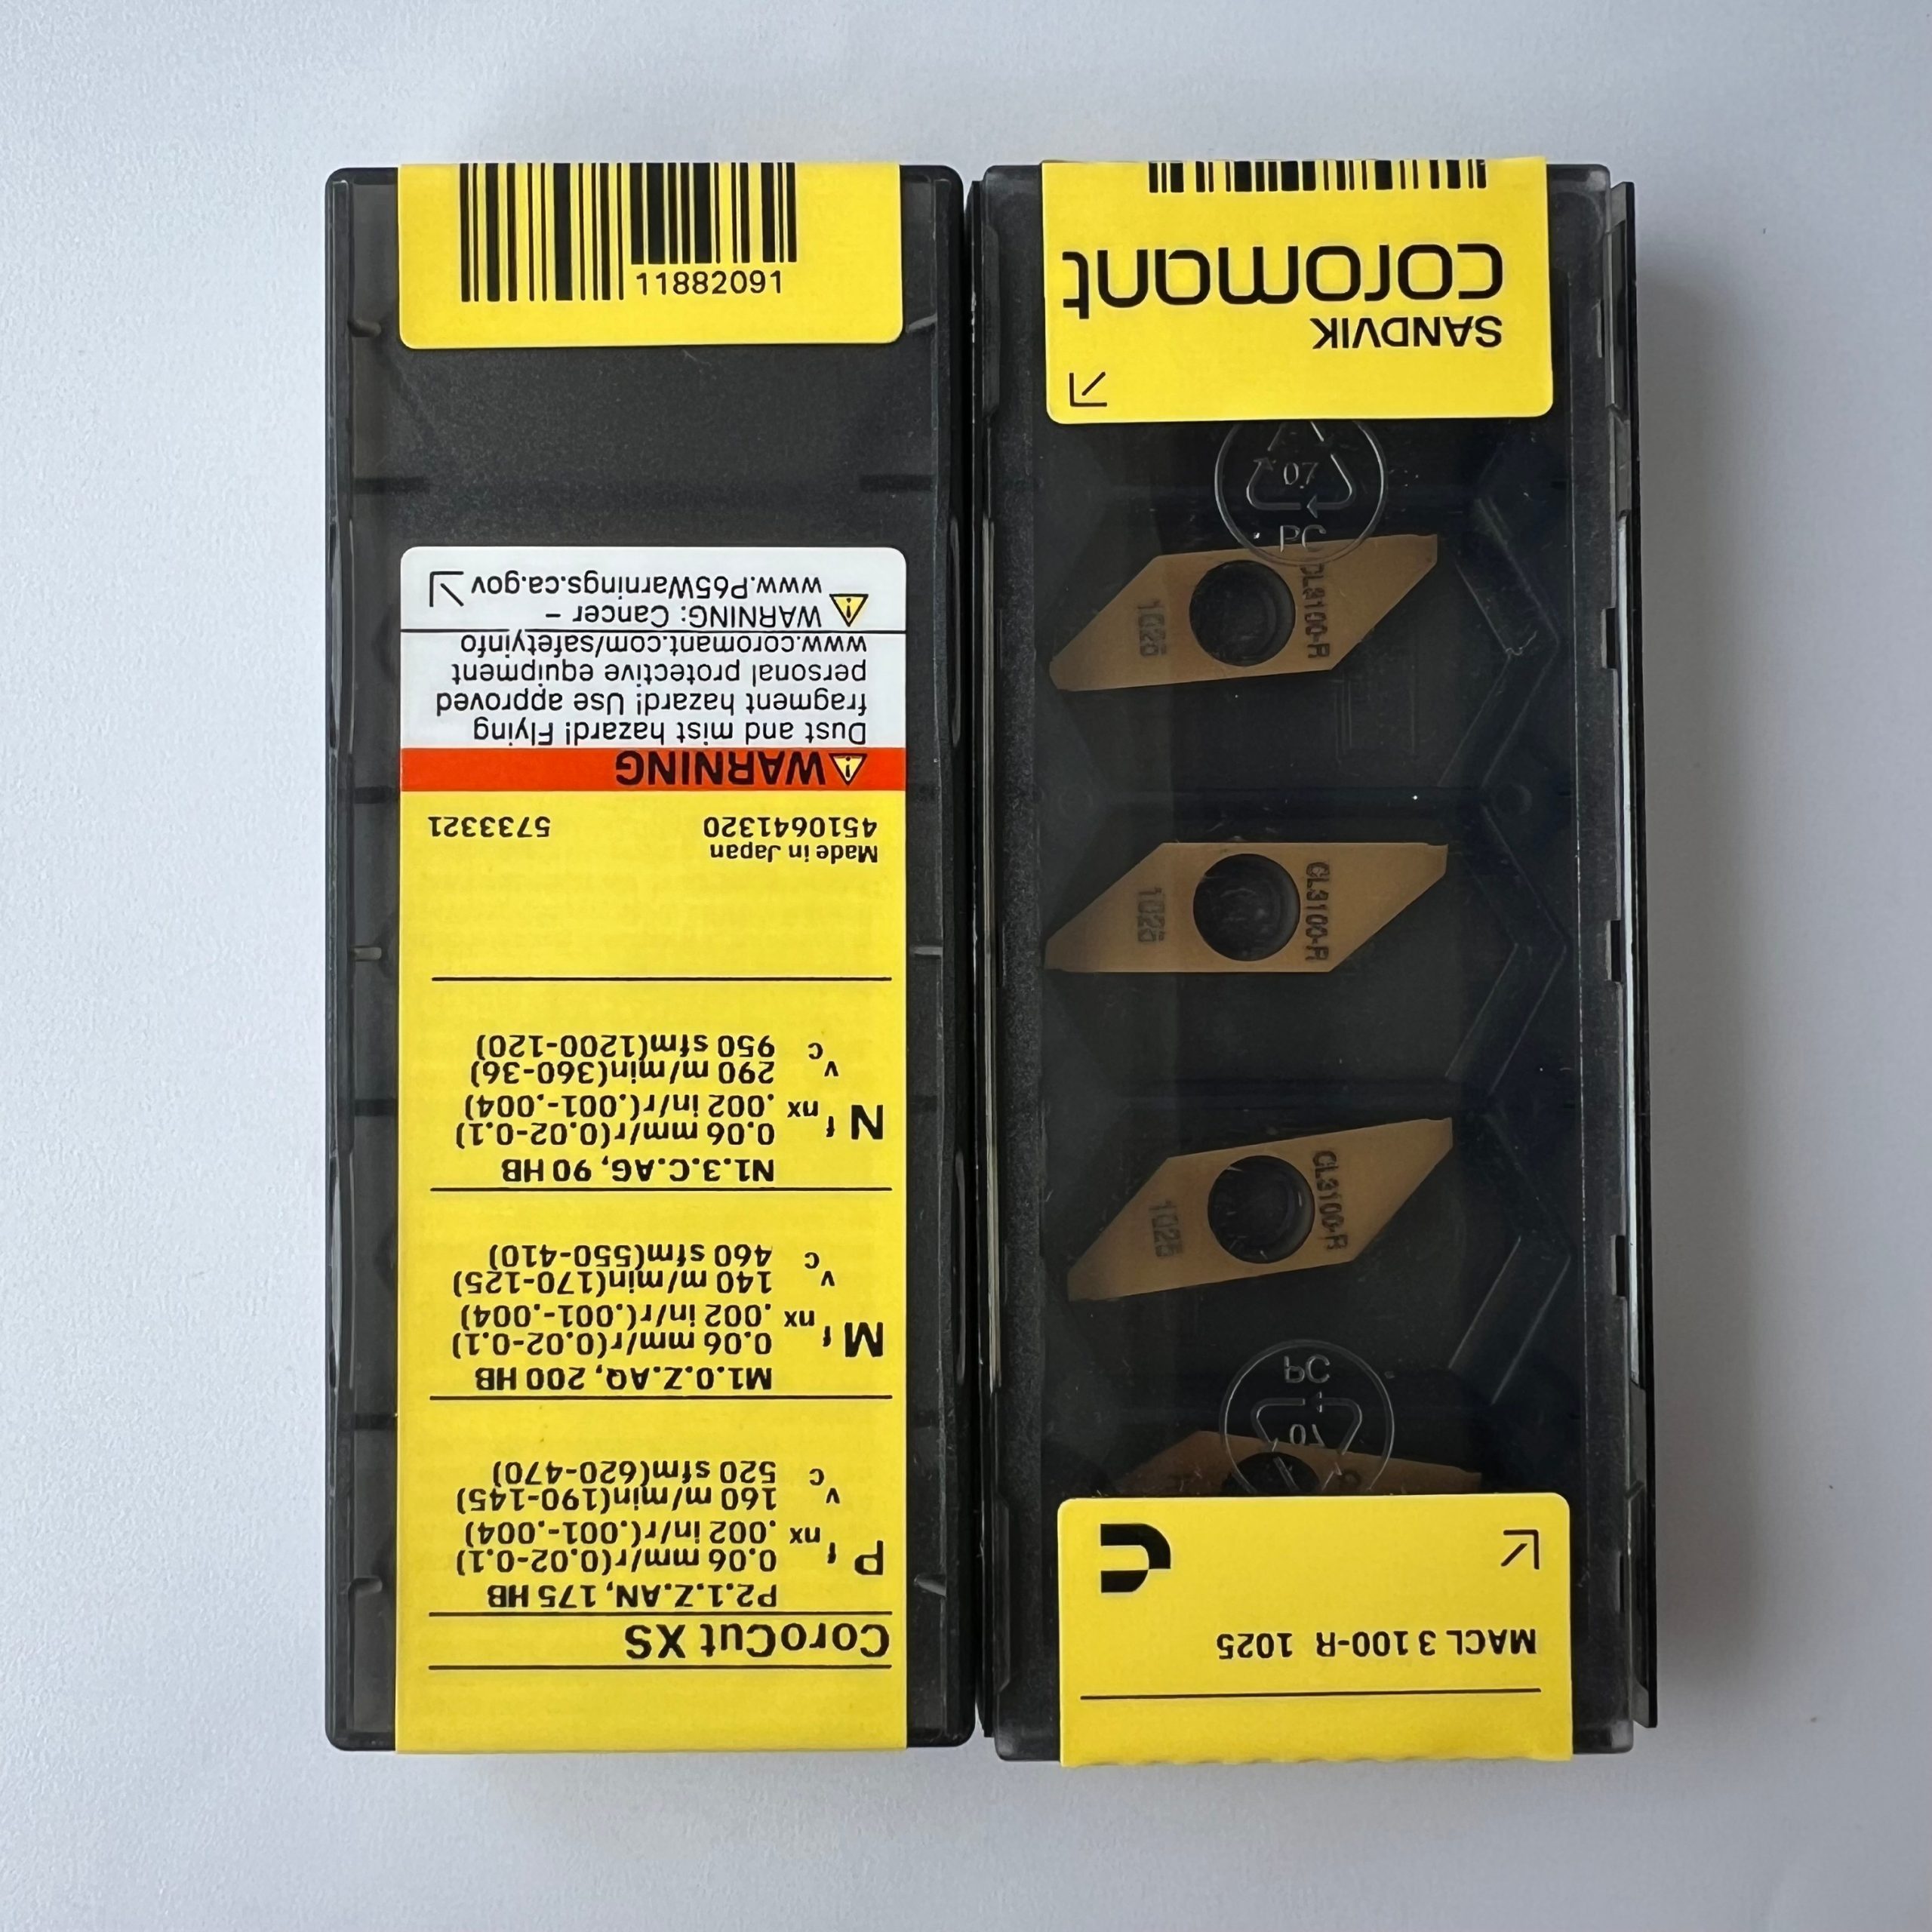 CoroCut XS
P2.1.Z.AN, 175 HB
P f nx 0.06 mm/r(0.02-0.1)
.002 in/r(.001-.004)
v c 160 m/min(190-145)
520 sfm(620-470)
M1.0.Z.AQ, 200 HB
M f nx 0.06 mm/r(0.02-0.1)
.002 in/r(.001-.004)
v c 140 m/min(170-125)
460 sfm(550-410)
N1.3.C.AG, 90 HB
N f nx 0.06 mm/r(0.02-0.1)
.002 in/r(.001-.004)
v c 290 m/min(360-36)
950 sfm(1200-120)
Made in Japan
4510641320 5733321
WARNING
Dust and mist hazard! Flying
fragment hazard! Use approved
personal protective equipment
www.coromant.com/safetyinfo
WARNING: Cancer –
www.P65Warnings.ca.gov
11882091
MACL 3 100-R 1025
07
PC
CL3100-R
1025
CL3100-R
1025
CL3100-R
1025
07
PC
SANDVIK
coromant